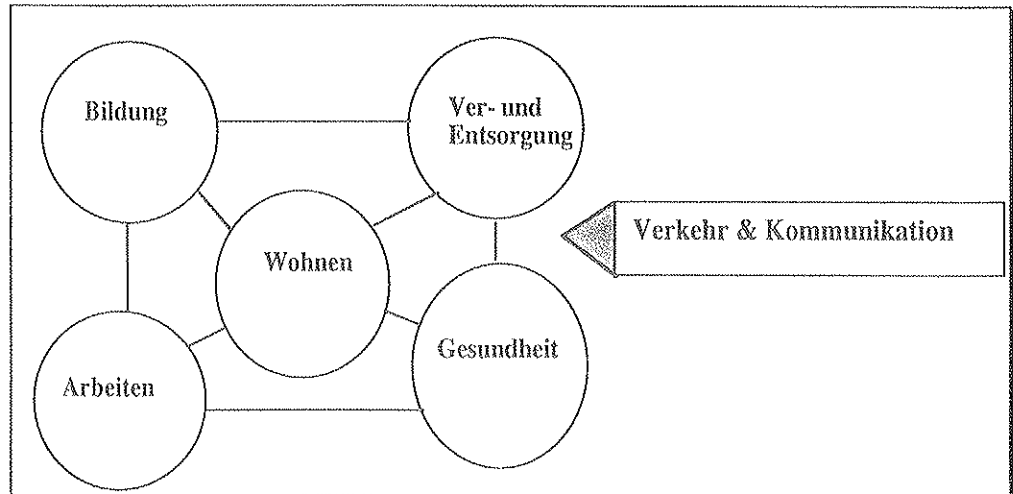 Bildung
Ver- und
Entsorgung
Wohnen
Verkehr & Kommunikation
Arbeiten
Gesundheit